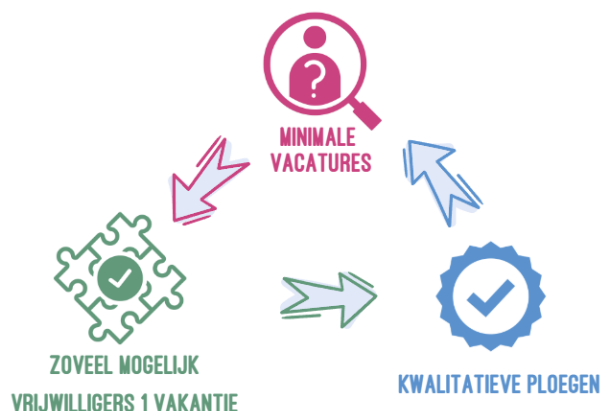 ?
MINIMALE
VACATURES
ZOVEEL MOGELIJK
VRIJWILLIGERS 1 VAKANTIE
KWALITATIEVE PLOEGEN